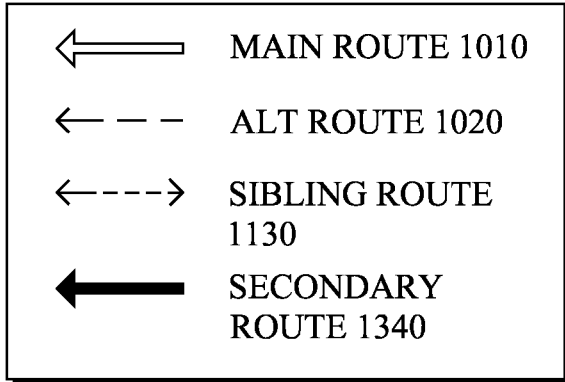 MAIN ROUTE 1010
ALT ROUTE 1020
SIBLING ROUTE
1130
SECONDARY
ROUTE 1340